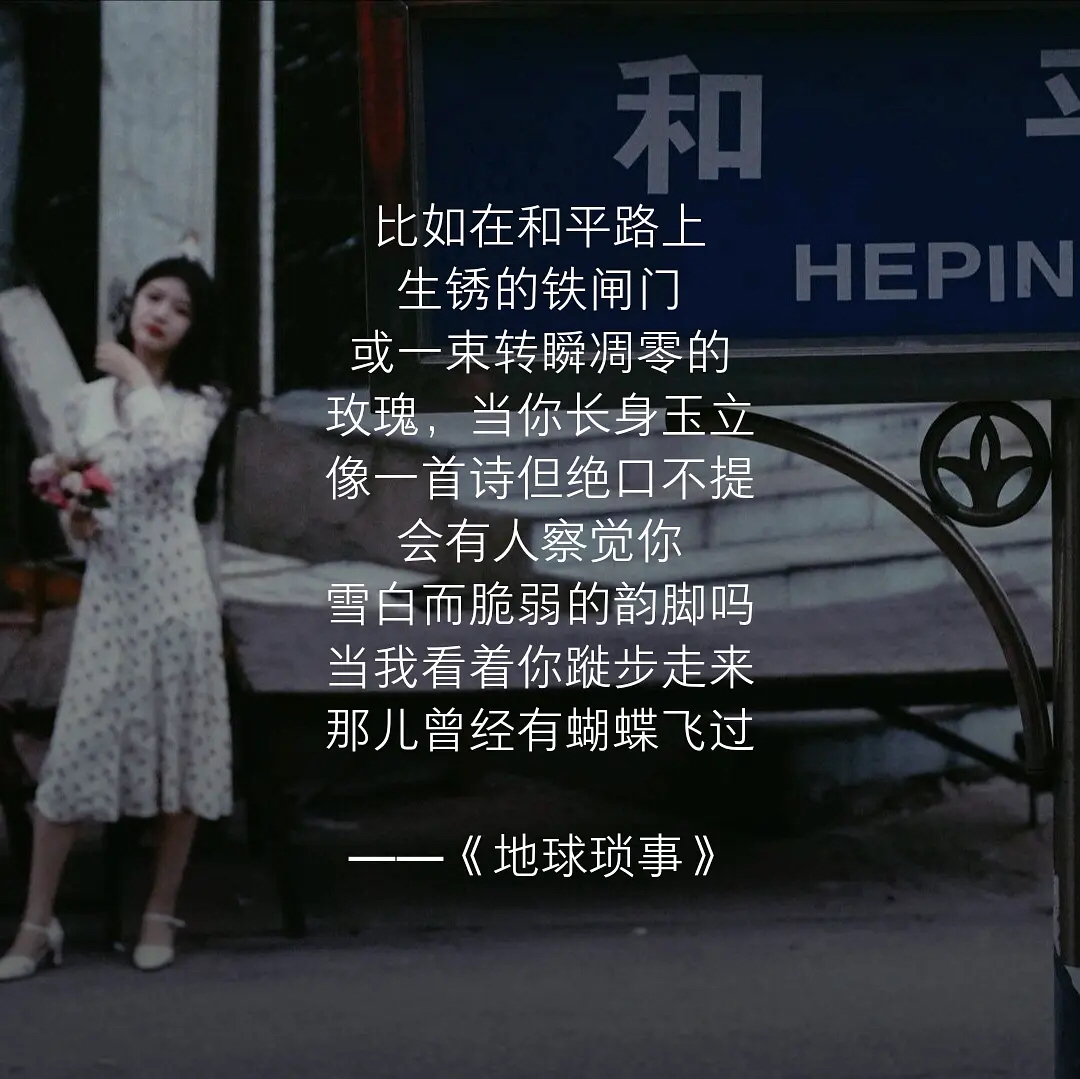 和 平
HEPIN
比如在和平路上
生锈的铁闸门
或一束转瞬凋零的
玫瑰，当你长身玉立
像一首诗但绝口不提
会有人察觉你
雪白而脆弱的韵脚吗
当我看着你蹝步走来
那儿曾经有蝴蝶飞过
——《地球琐事》